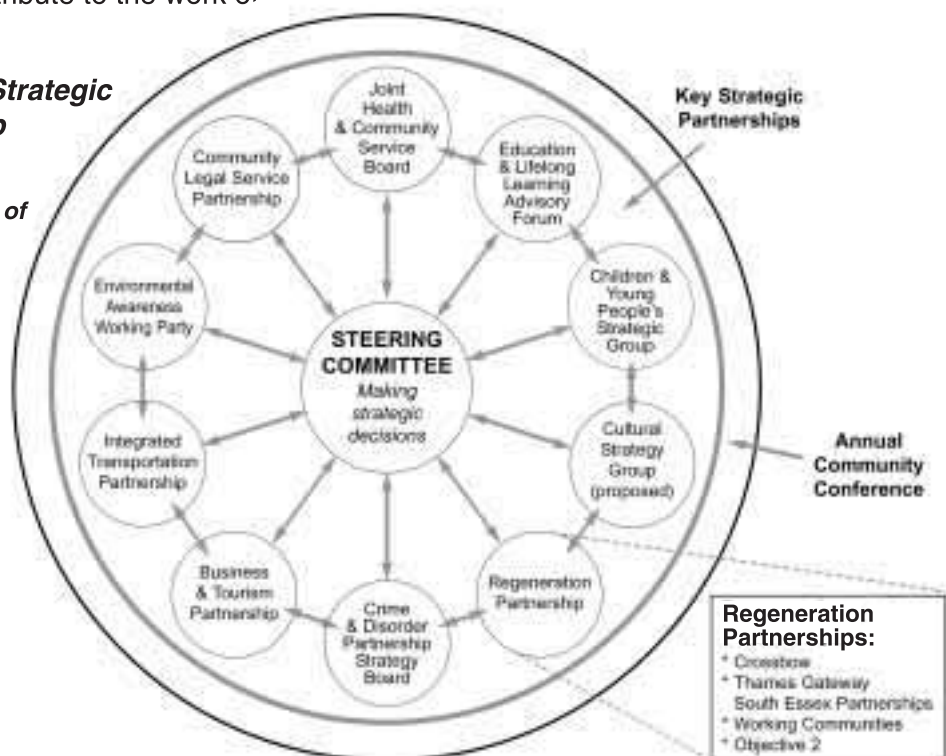 tribute to the work of
Strategic
of
Key Strategic
Partnerships
Joint
Health
& Community
Service
Board
Education
& Lifelong
Learning
Advisory
Forum
Children &
Young
People's
Strategic
Group
Cultural
Strategy
Group
(proposed)
Regeneration
Partnership
Crime
& Disorder
Partnership
Strategy
Board
Business
& Tourism
Partnership
Integrated
Transportation
Partnership
Environmental
Awareness
Working Party
Community
Legal Service
Partnership
STEERING
COMMITTEE
Making
strategic
decisions
Annual
Community
Conference
Regeneration
Partnerships:
* Crossbow
* Thames Gateway
South Essex Partnerships
* Working Communities
* Objective 2